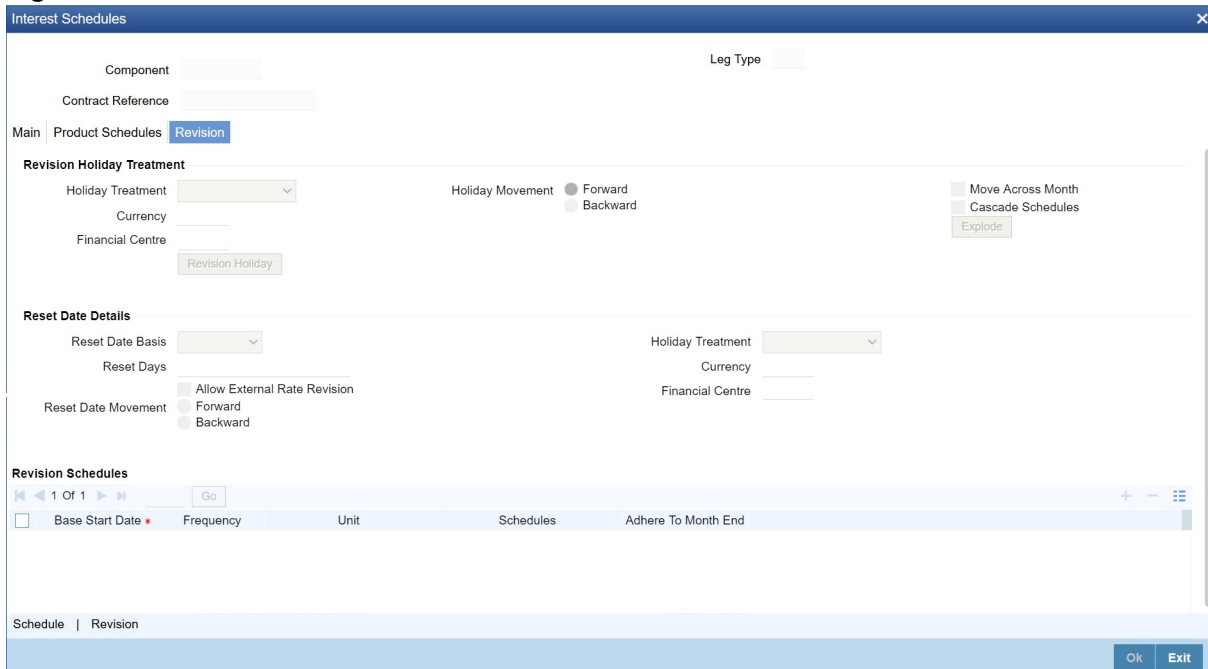 Interest Schedules
Leg Type
Component
Contract Reference
Main Product Schedules Revision
Revision Holiday Treatment
Holiday Treatment Holiday Movement Forward Move Across Month
Backward Cascade Schedules
Currency
Explode
Financial Centre
Revision Holiday
Reset Date Details
Reset Date Basis Holiday Treatment
Reset Days Currency
Allow External Rate Revision Financial Centre
Reset Date Movement Forward
Backward
Revision Schedules
1 Of 1 Go
Base Start Date * Frequency Unit Schedules Adhere To Month End
Schedule | Revision
Ok Exit